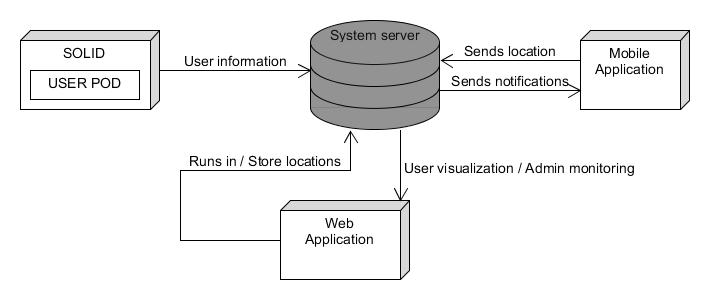 SOLID
USER POD
User information
System server
Sends location
Sends notifications
Mobile
Application
Runs in / Store locations
User visualization / Admin monitoring
Web
Application